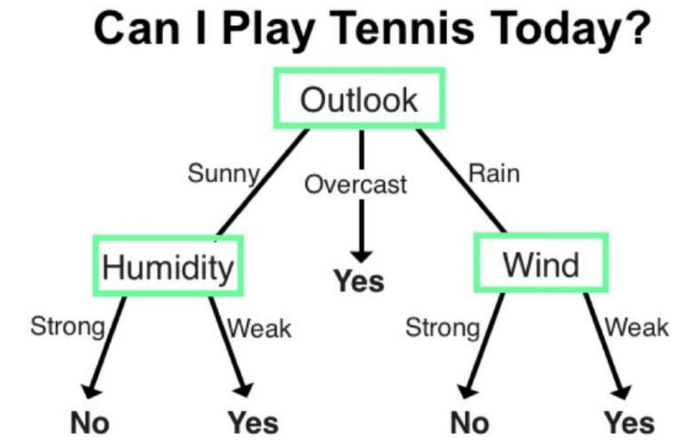 Can I Play Tennis Today?
Outlook
Sunny
Overcast
Rain
Humidity
Yes
Wind
Strong
Weak
Strong
Weak
No
Yes
No
Yes